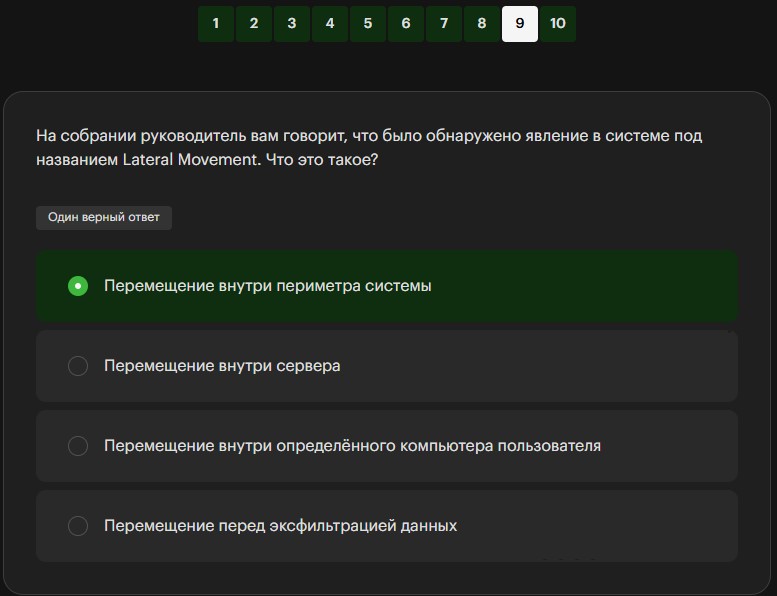 1 2 3 4 5 6 7 8 9 10
На собрании руководитель вам говорит, что было обнаружено явление в системе под
названием Lateral Movement. Что это такое?
Один верный ответ
Перемещение внутри периметра системы
Перемещение внутри сервера
Перемещение внутри определённого компьютера пользователя
Перемещение перед эксфильтрацией данных